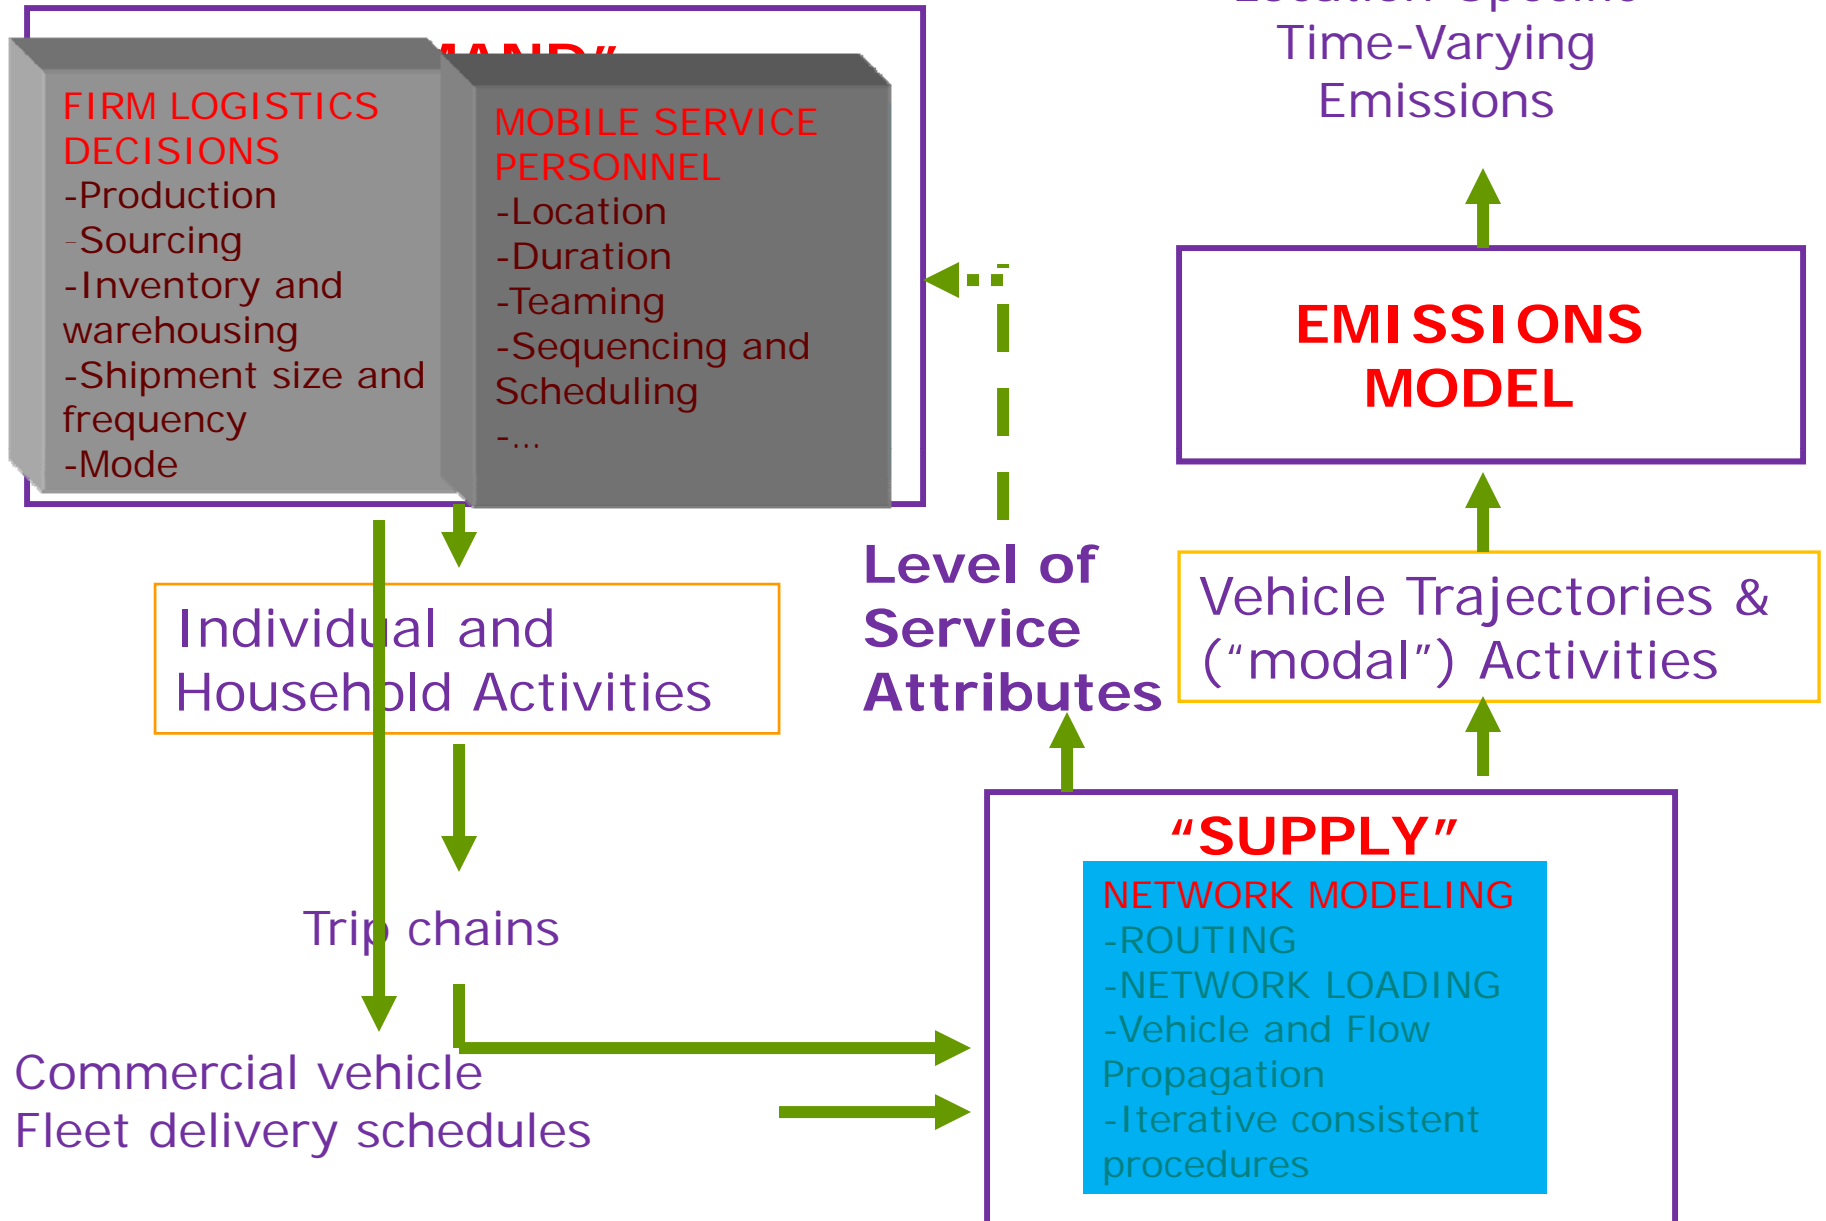 FIRM LOGISTICS
DECISIONS
-Production
-Sourcing
-Inventory and
warehousing
-Shipment size and
frequency
-Mode
MOBILE SERVICE
PERSONNEL
-Location
-Duration
-Teaming
-Sequencing and
Scheduling
-...
Individual and
Household Activities
Trip chains
Commercial vehicle
Fleet delivery schedules
Level of
Service
Attributes
Time-Varying
Emissions
EMISSIONS
MODEL
Vehicle Trajectories &
(“modal”) Activities
“SUPPLY”
NETWORK MODELING
-ROUTING
-NETWORK LOADING
-Vehicle and Flow
Propagation
-Iterative consistent
procedures